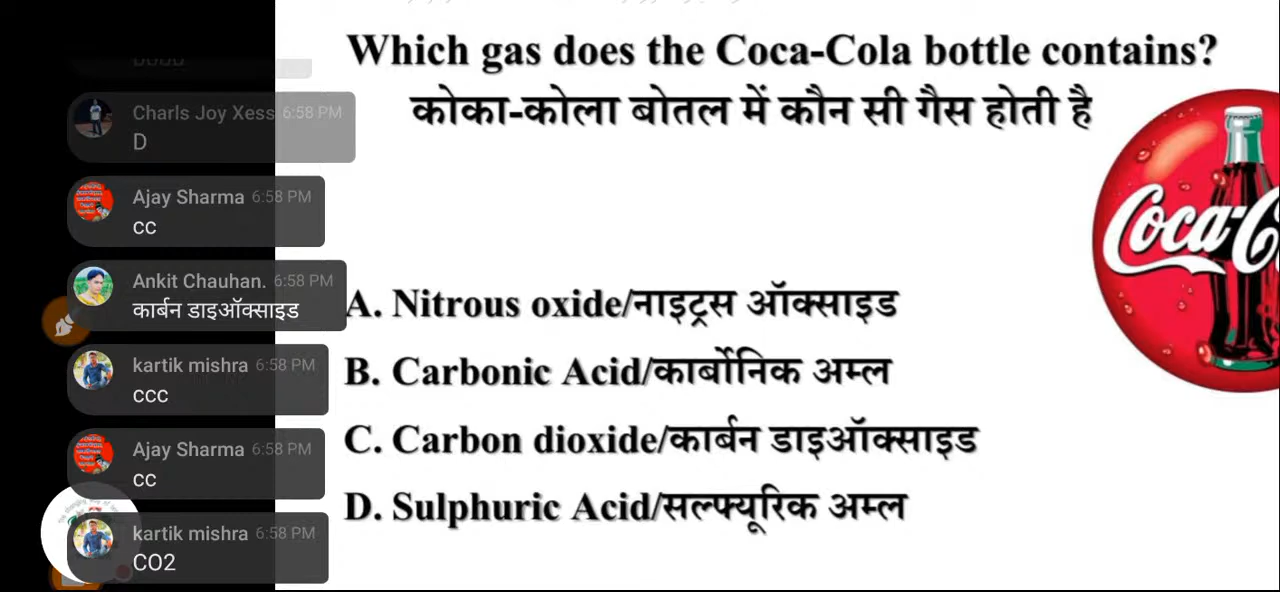 Which gas does the Coca-Cola bottle contains?
कोका-कोला बोतल में कौन सी गैस होती है
Charls Joy Xess 6:58 PM
D
Ajay Sharma 6:58 PM
cc
Ankit Chauhan. 6:58 PM
कार्बन डाइऑक्साइड
kartik mishra 6:58 PM
ccc
Ajay Sharma 6:58 PM
cc
kartik mishra 6:58 PM
CO2
A. Nitrous oxide/नाइट्रस ऑक्साइड
B. Carbonic Acid/कार्बोनिक अम्ल
C. Carbon dioxide/कार्बन डाइऑक्साइड
D. Sulphuric Acid/सल्फ्यूरिक अम्ल
Coca-C